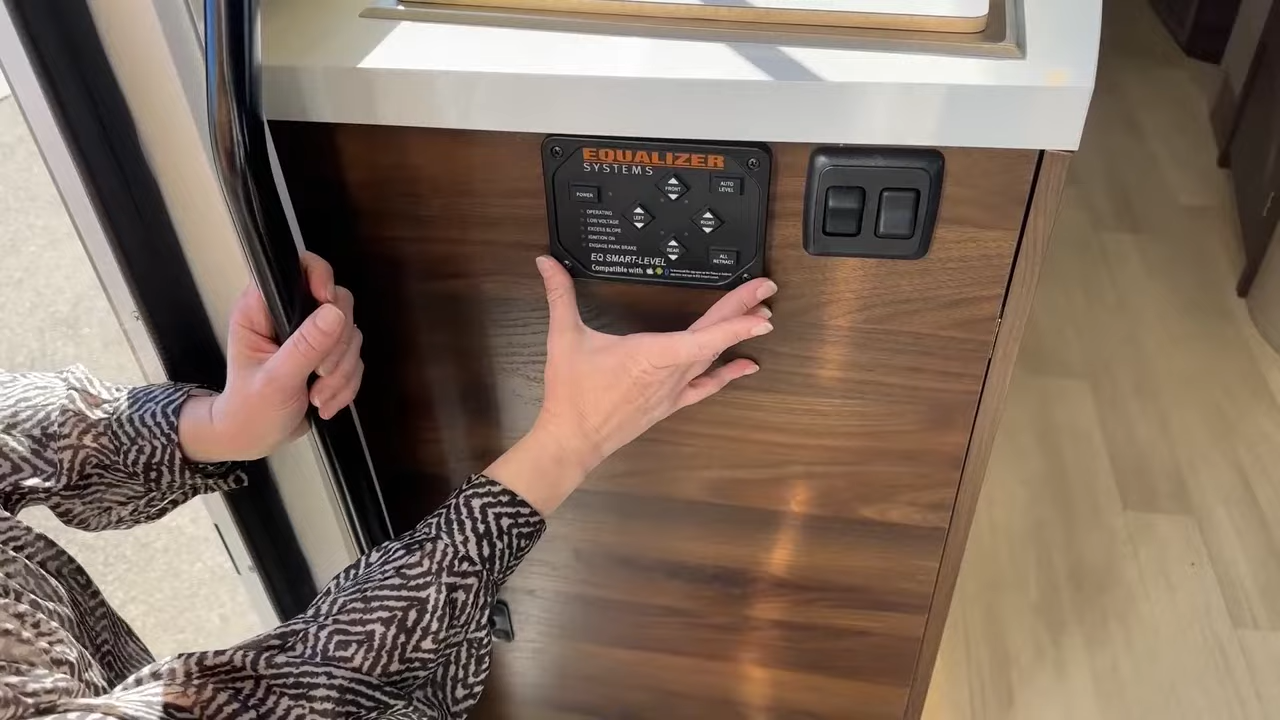 EQUALIZER
SYSTEMS
POWER
FRONT
AUTO
LEVEL
LEFT
RIGHT
OPERATING
LOW VOLTAGE
EXCESS SLOPE
IGNITION ON
ENGAGE PARK BRAKE
REAR
ALL
RETRACT
EQ SMART-LEVEL
Compatible with